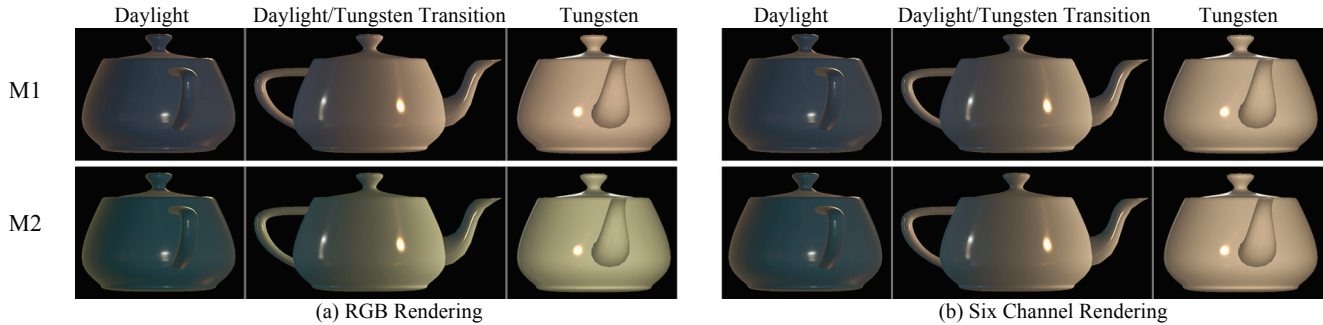 Daylight Daylight/Tungsten Transition Tungsten Daylight Daylight/Tungsten Transition Tungsten
M1
M2
(a) RGB Rendering (b) Six Channel Rendering